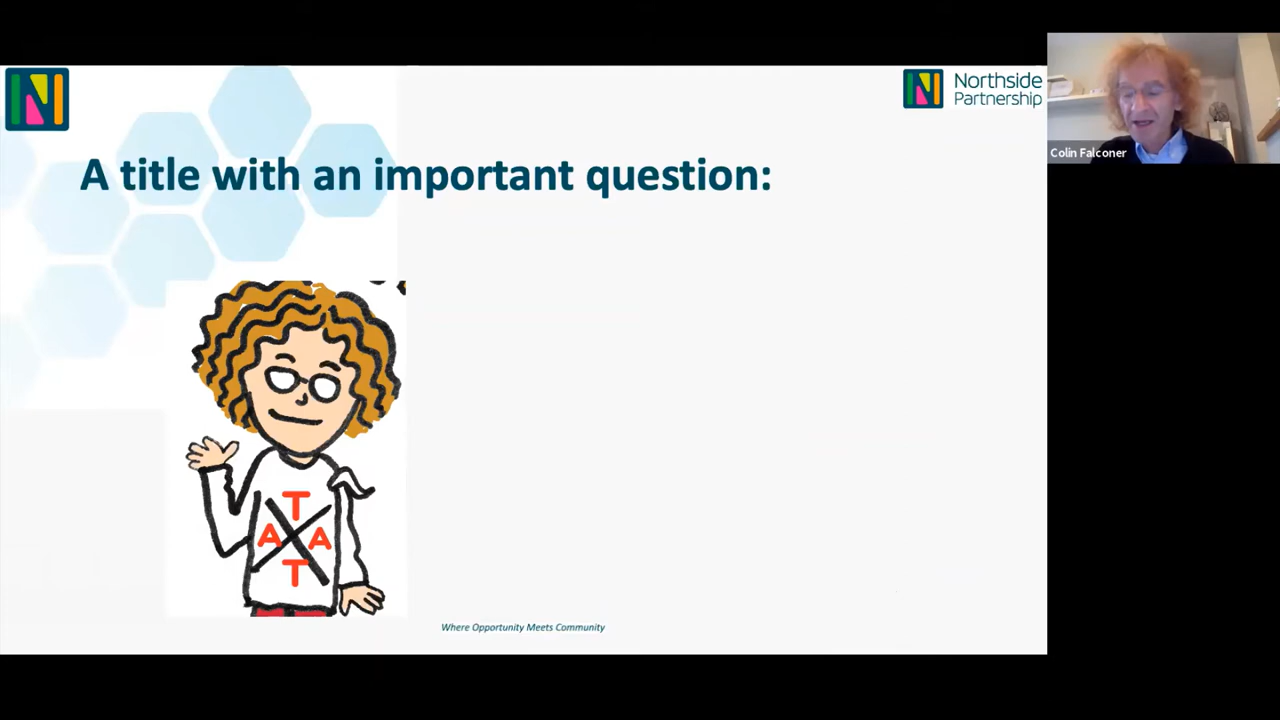 Northside
Partnership
Colin Falconer
A title with an important question:
T
A A
T
Where Opportunity Meets Community